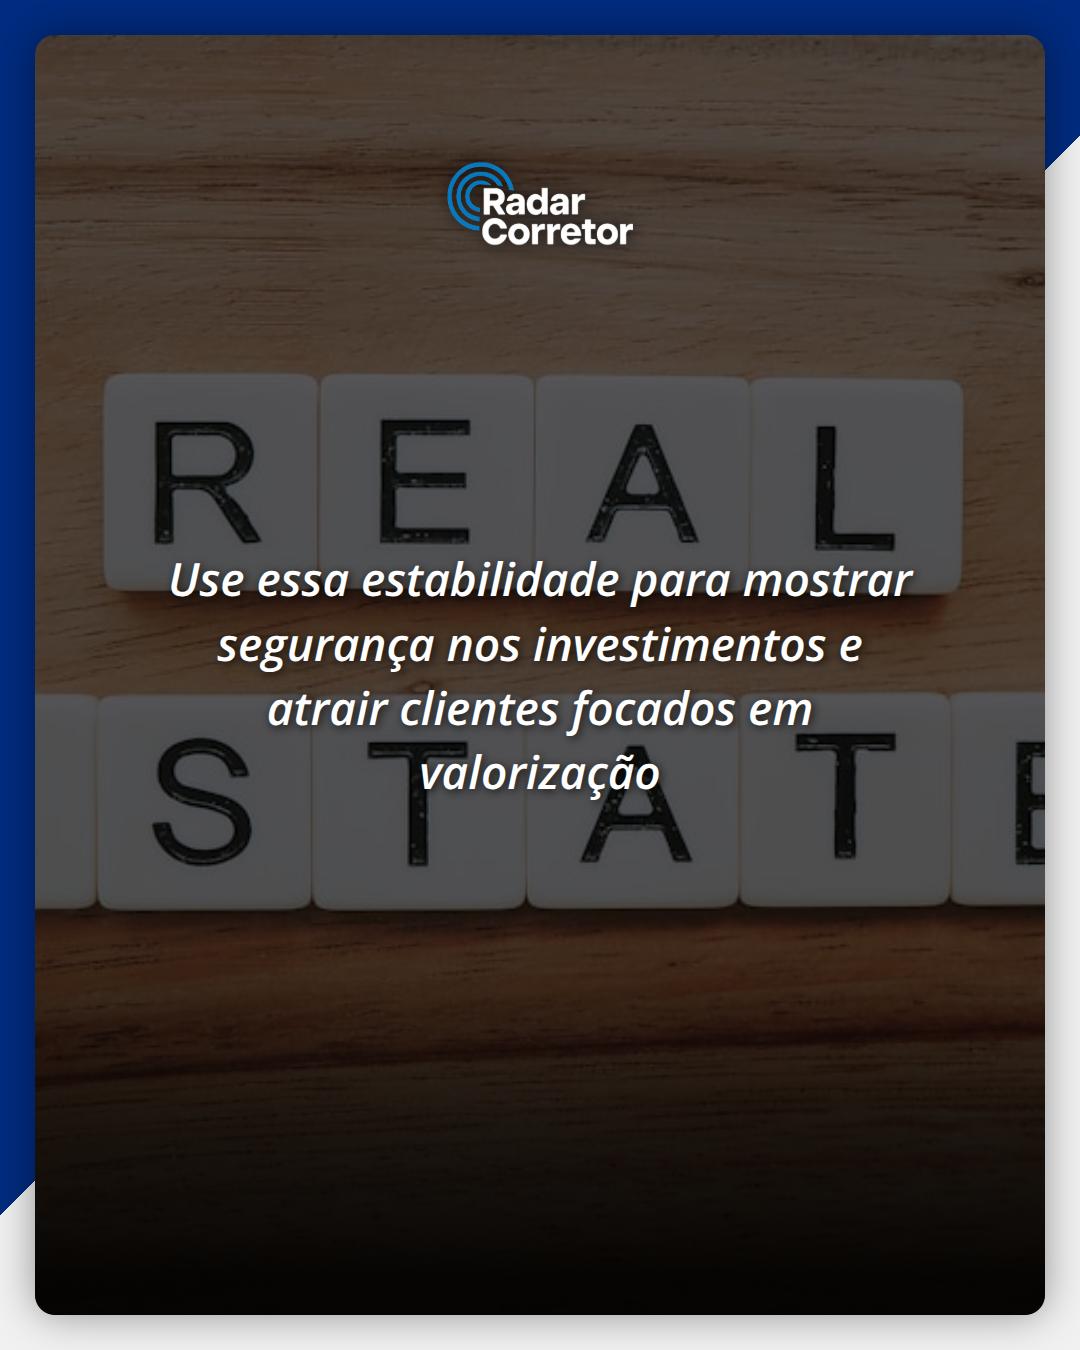 Radar
Corretor
REAL
Use essa estabilidade para mostrar
segurança nos investimentos e
atrair clientes focados em
valorização
STATE